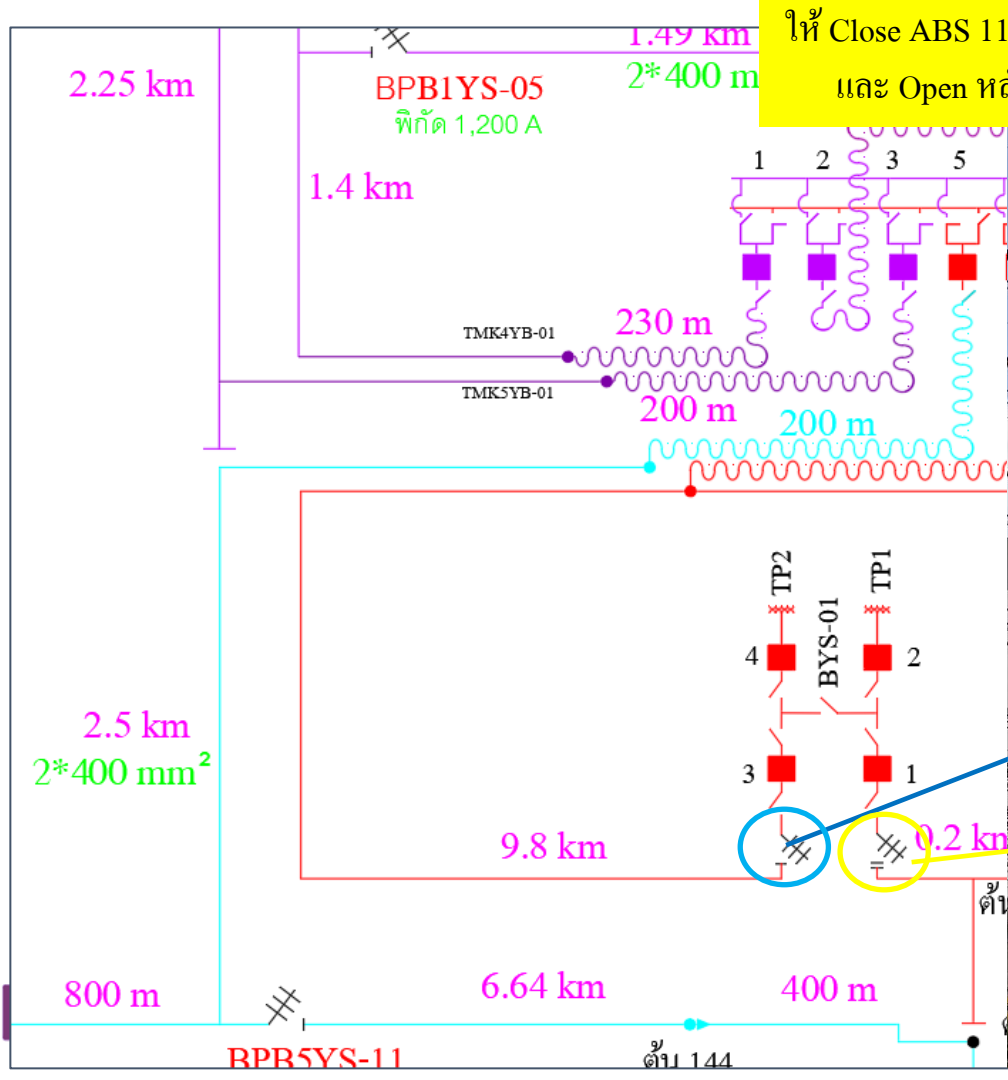 1.49 km
ให้ Close ABS 11
2.25 km
BPB1YS-05
2*400 m
และ Open
พิกัด 1,200 A
1 2 3 5
1.4 km
230 m
TMK4YB-01
TMK5YB-01
200 m
200 m
TP2
TP1
BYS-01
4
2
2.5 km
2*400 mm²
3
1
9.8 km
0.2 km
800 m
6.64 km
400 m
BPB5YS-11
ต้น 144